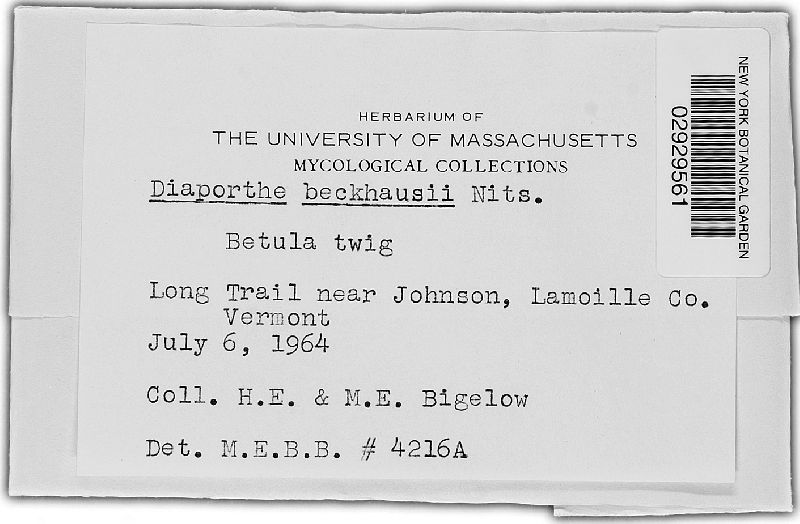 HERBARIUM OF
THE UNIVERSITY OF MASSACHUSETTS
MYCOLOGICAL COLLECTIONS
Diaporthe beckhausii Nits.
Betula twig
Long Trail near Johnson, Lamoille Co.
Vermont
July 6, 1964
Coll. H.E. & M.E. Bigelow
Det. M.E.B.B. # 4216A
NEW YORK BOTANICAL GARDEN
02929561